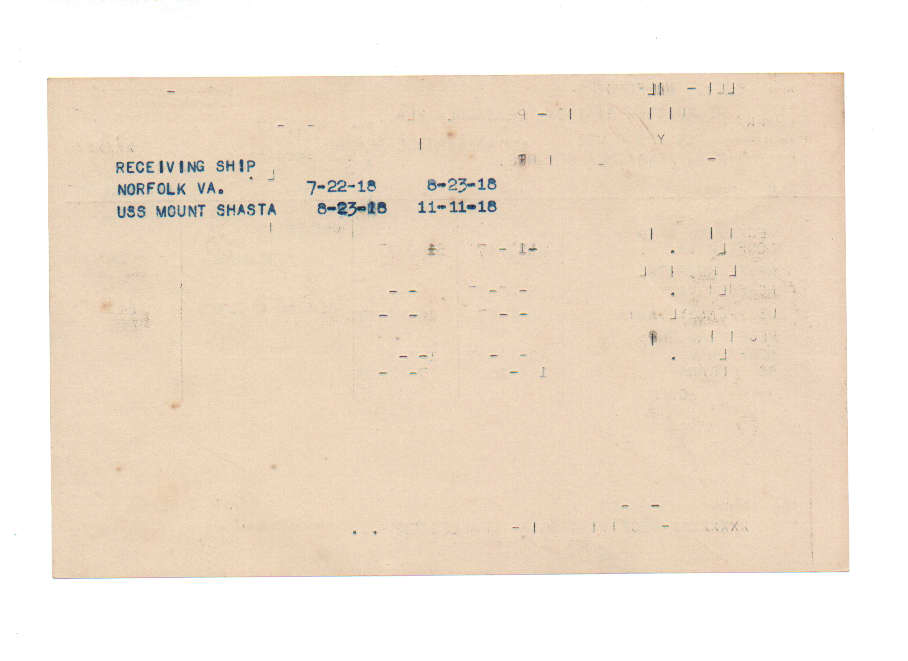 RECEIVING SHIP
NORFOLK VA. 7-22-18 8-23-18
USS MOUNT SHASTA 8-23-18 11-11-18